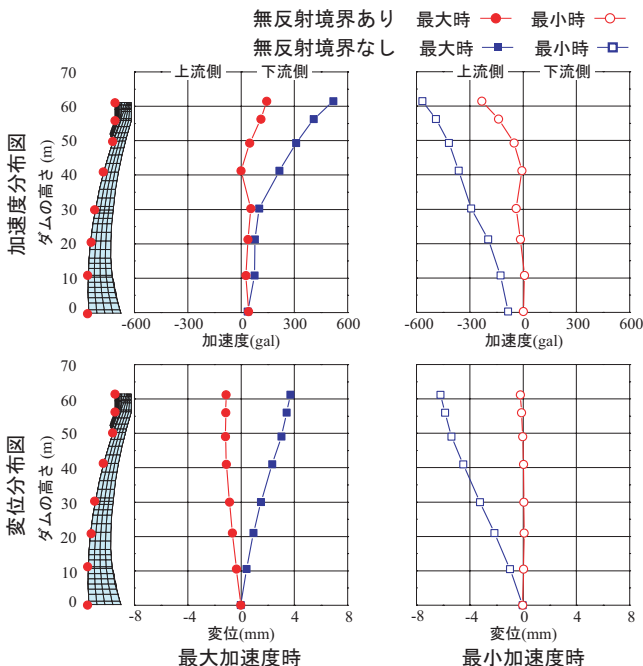 無反射境界あり 最大時 最小時
無反射境界なし 最大時 最小時
加速度分布図
ダムの高さ(m)
70
60
50
40
30
20
10
0
上流側 下流側
-600 -300 0 300 600
加速度(gal)
上流側 下流側
-600 -300 0 300 600
加速度(gal)
変位分布図
ダムの高さ(m)
70
60
50
40
30
20
10
0
-8 -4 0 4 8
変位(mm)
最大加速度時
-8 -4 0 4 8
変位(mm)
最小加速度時